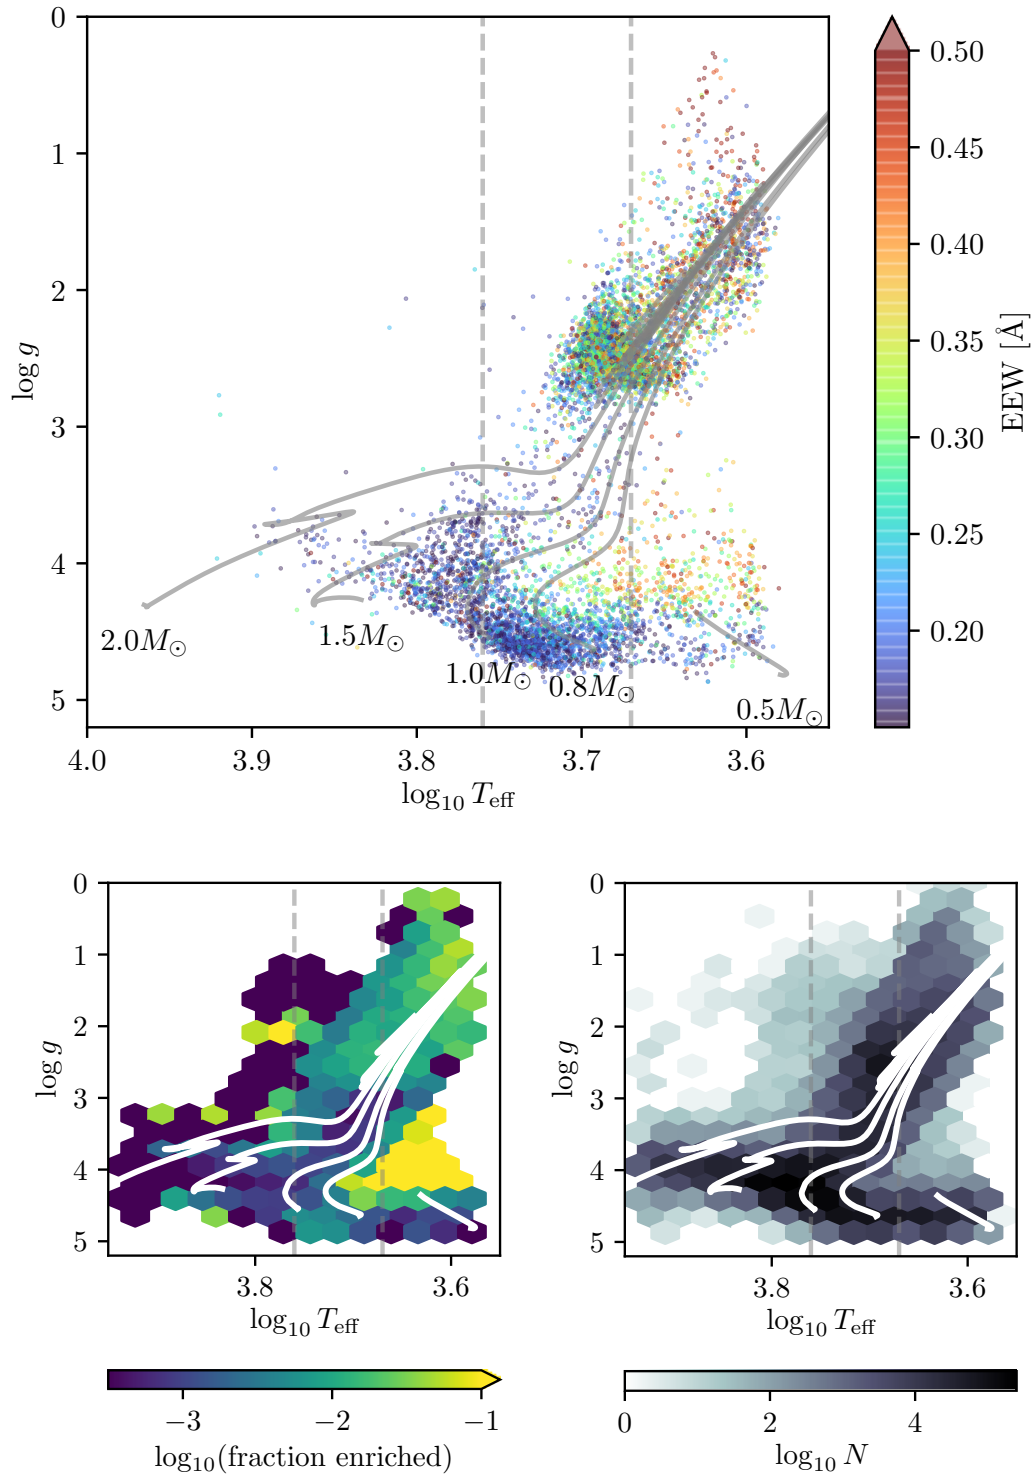 0
1
2
3
4
5
log g
4.0 3.9 3.8 3.7 3.6
log₁₀ T_eff
2.0M☉
1.5M☉
1.0M☉
0.8M☉
0.5M☉
0.50
0.45
0.40
0.35
0.30
0.25
0.20
EEW [Å]
0
1
2
3
4
5
log g
3.8 3.6
log₁₀ T_eff
−3 −2 −1
log₁₀(fraction enriched)
0
1
2
3
4
5
log g
3.8 3.6
log₁₀ T_eff
0 2 4
log₁₀ N